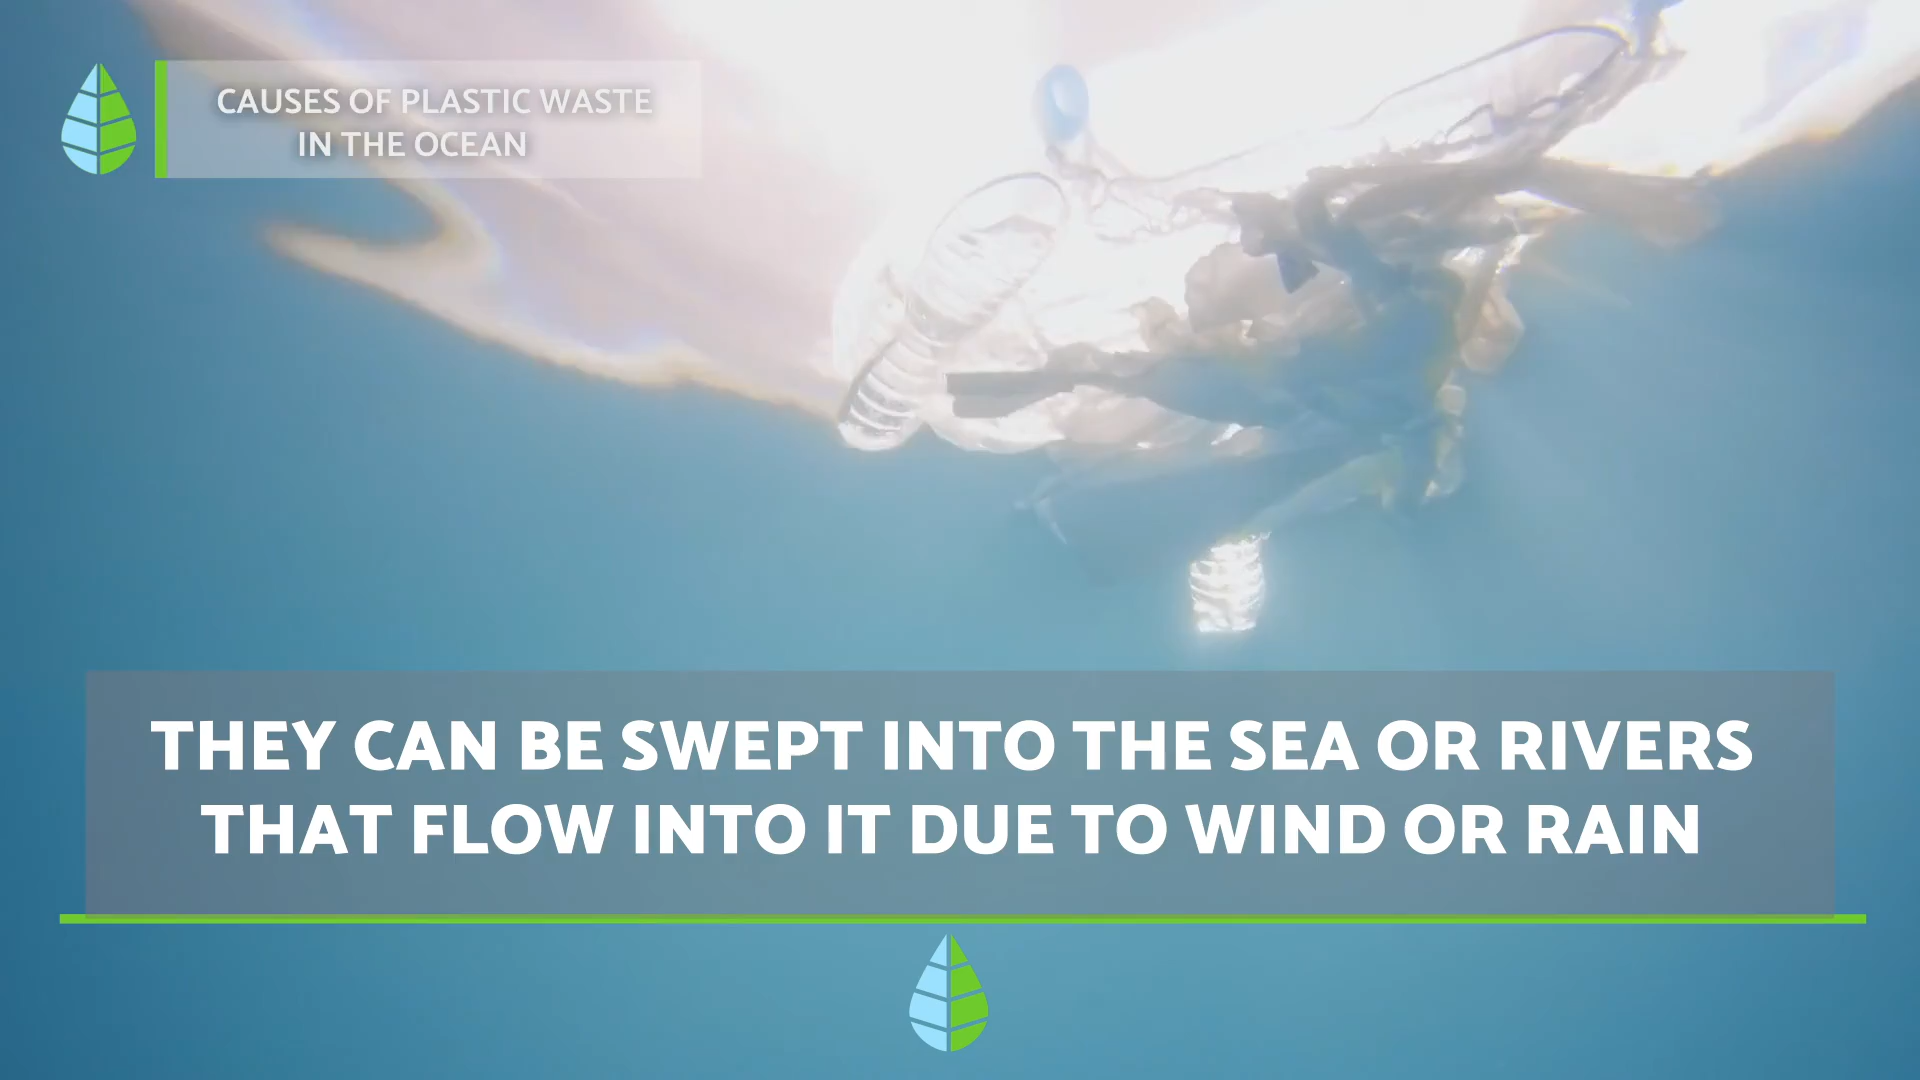 CAUSES OF PLASTIC WASTE
IN THE OCEAN
THEY CAN BE SWEPT INTO THE SEA OR RIVERS
THAT FLOW INTO IT DUE TO WIND OR RAIN